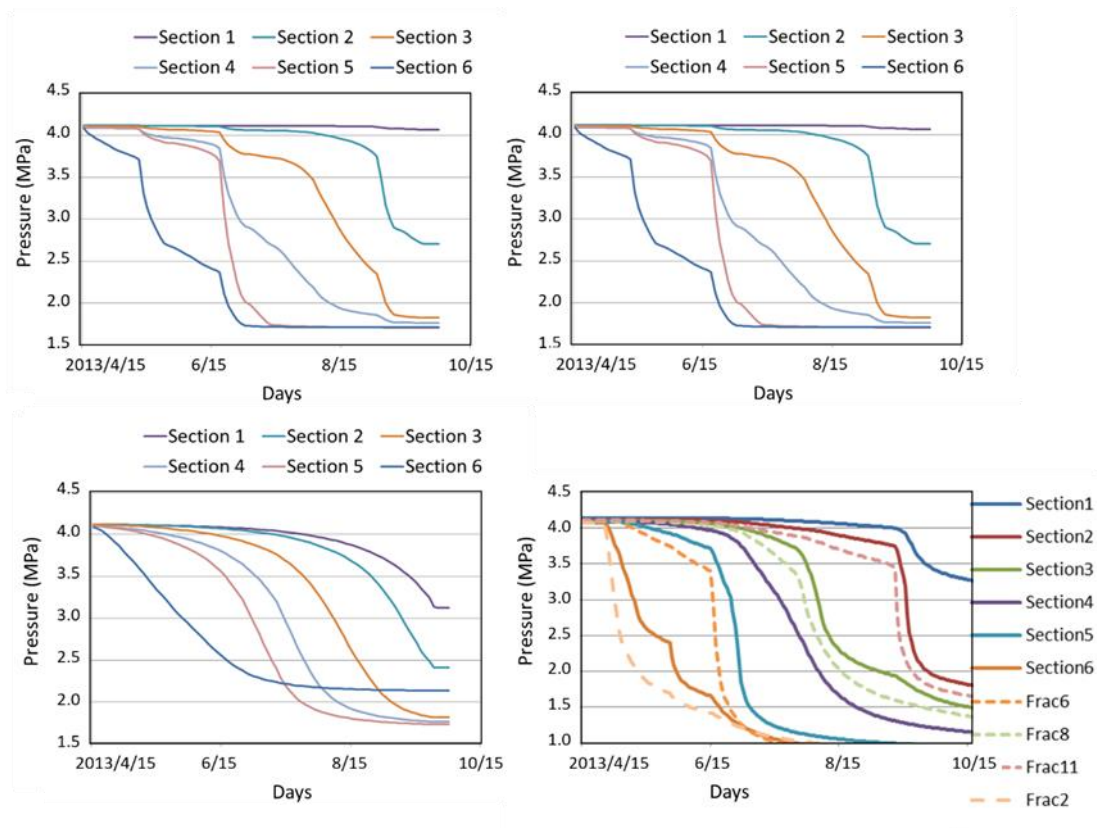 Section 1 Section 2 Section 3
Section 4 Section 5 Section 6
4.5
4.0
3.5
3.0
2.5
2.0
1.5
Pressure (MPa)
2013/4/15 6/15 8/15 10/15
Days
Section 1 Section 2 Section 3
Section 4 Section 5 Section 6
4.5
4.0
3.5
3.0
2.5
2.0
1.5
Pressure (MPa)
2013/4/15 6/15 8/15 10/15
Days
Section 1 Section 2 Section 3
Section 4 Section 5 Section 6
4.5
4.0
3.5
3.0
2.5
2.0
1.5
Pressure (MPa)
2013/4/15 6/15 8/15 10/15
Days
4.5
4.0
3.5
3.0
2.5
2.0
1.5
1.0
Pressure (MPa)
2013/4/15 6/15 8/15 10/15
Days
Section1
Section2
Section3
Section4
Section5
Section6
Frac6
Frac8
Frac11
Frac2